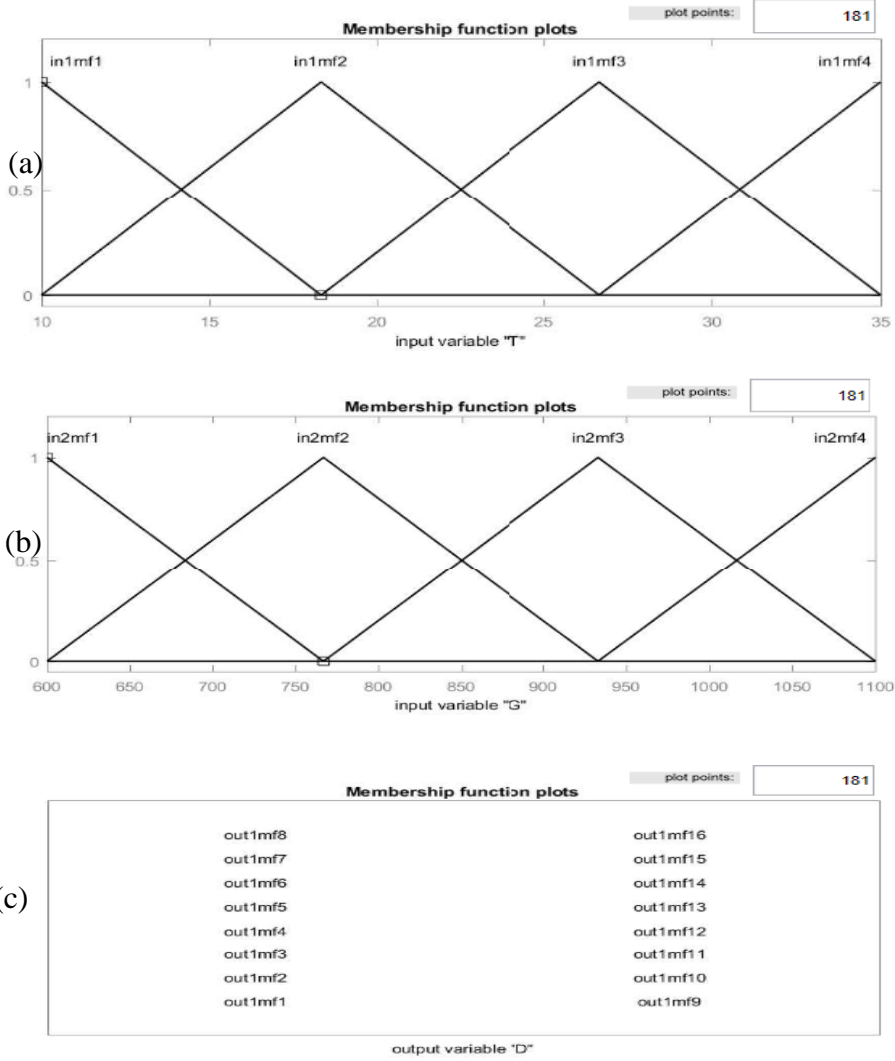 plot points: 181
Membership function plots
in1mf1 in1mf2 in1mf3 in1mf4
1
(a)
0.5
0
10 15 20 25 30 35
input variable "T"
plot points: 181
Membership function plots
in2mf1 in2mf2 in2mf3 in2mf4
1
(b)
0.5
0
600 650 700 750 800 850 900 950 1000 1050 1100
input variable "G"
plot points: 181
Membership function plots
out1mf8 out1mf16
out1mf7 out1mf15
out1mf6 out1mf14
(c)
out1mf5 out1mf13
out1mf4 out1mf12
out1mf3 out1mf11
out1mf2 out1mf10
out1mf1 out1mf9
output variable "D"